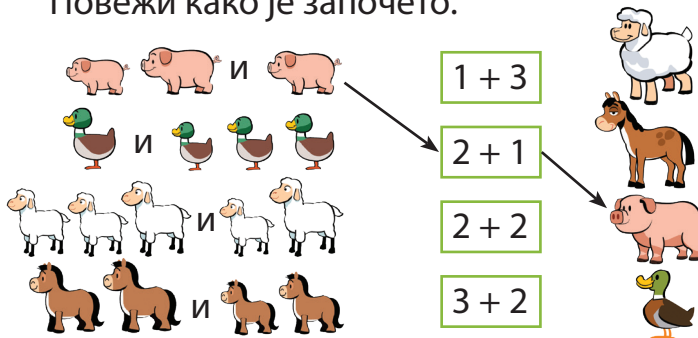 Повежи како је започето.
и
1 + 3
и
2 + 1
и
2 + 2
и
3 + 2